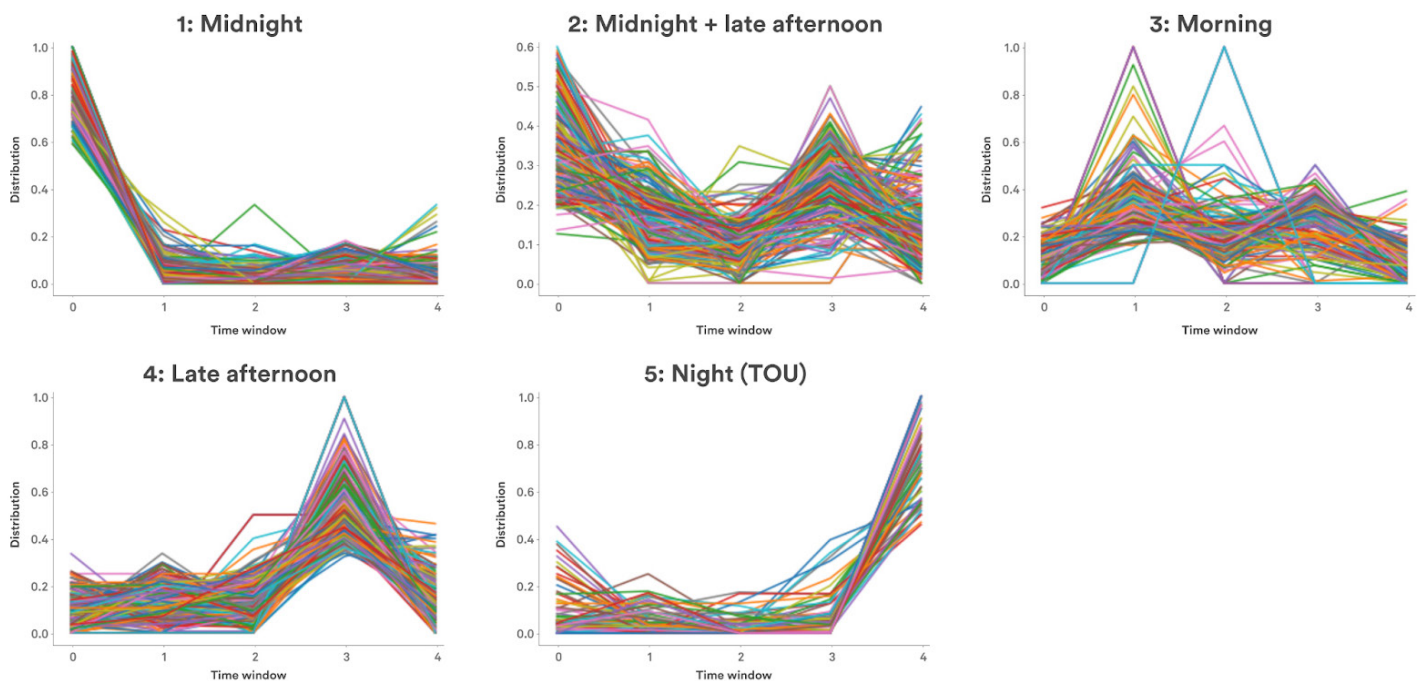 1: Midnight
2: Midnight + late afternoon
3: Morning
1.0
0.8
0.6
0.4
0.2
0.0
Distribution
0 1 2 3 4
Time window
0.6
0.5
0.4
0.3
0.2
0.1
0.0
Distribution
0 1 2 3 4
Time window
1.0
0.8
0.6
0.4
0.2
0.0
Distribution
0 1 2 3 4
Time window
4: Late afternoon
5: Night (TOU)
1.0
0.8
0.6
0.4
0.2
0.0
Distribution
0 1 2 3 4
Time window
1.0
0.8
0.6
0.4
0.2
0.0
Distribution
0 1 2 3 4
Time window